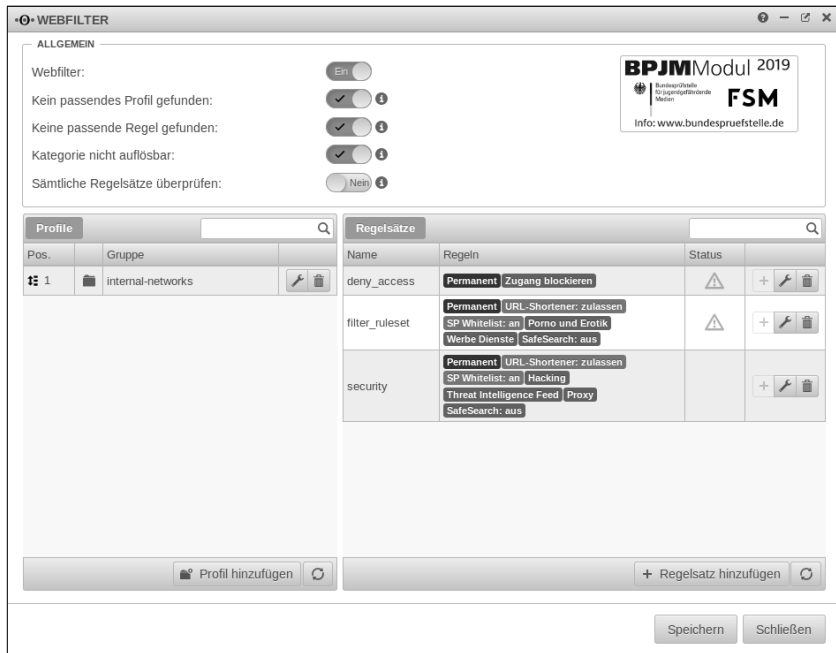 WEBFILTER
ALLGEMEIN
Webfilter: Ein
Kein passendes Profil gefunden:
Keine passende Regel gefunden:
Kategorie nicht auflösbar:
Sämtliche Regelsätze überprüfen: Nein
BPJMModul 2019
Bundesprüfstelle
für jugendgefährdende
Medien
FSM
Info: www.bundespruefstelle.de
Profile
Pos. Gruppe
1 internal-networks
Profil hinzufügen
Regelsätze
Name Regeln Status
deny_access Permanent Zugang blockieren
filter_ruleset Permanent URL-Shortener: zulassen
SP Whitelist: an Porno und Erotik
Werbe Dienste SafeSearch: aus
security Permanent URL-Shortener: zulassen
SP Whitelist: an Hacking
Threat Intelligence Feed Proxy
SafeSearch: aus
+ Regelsatz hinzufügen
Speichern Schließen